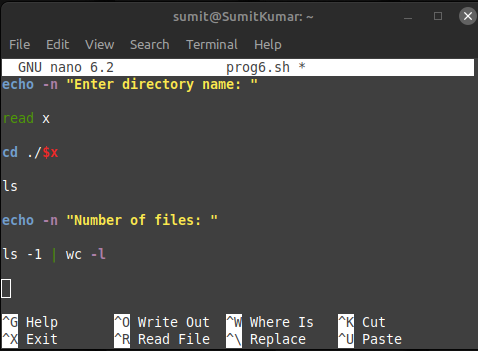 sumit@SumitKumar: ~
File Edit View Search Terminal Help
GNU nano 6.2 prog6.sh *
echo -n "Enter directory name: "
read x
cd ./$x
ls
echo -n "Number of files: "
ls -1 | wc -l
^G Help ^O Write Out ^W Where Is ^K Cut
^X Exit ^R Read File ^\ Replace ^U Paste